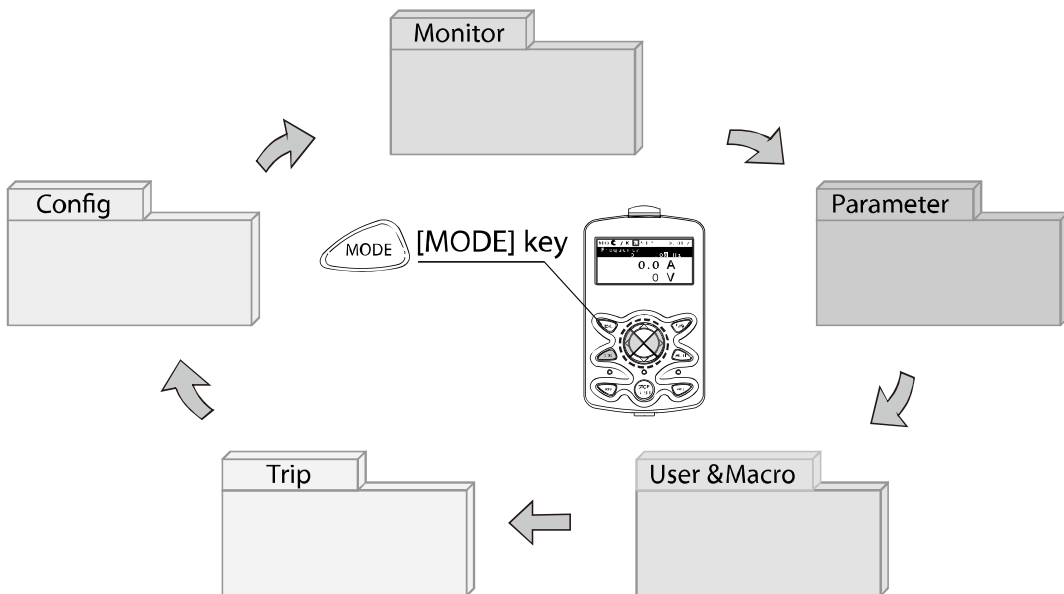 Monitor
Config
Parameter
MODE
[MODE] key
0.0 A
0 V
Trip
User &Macro